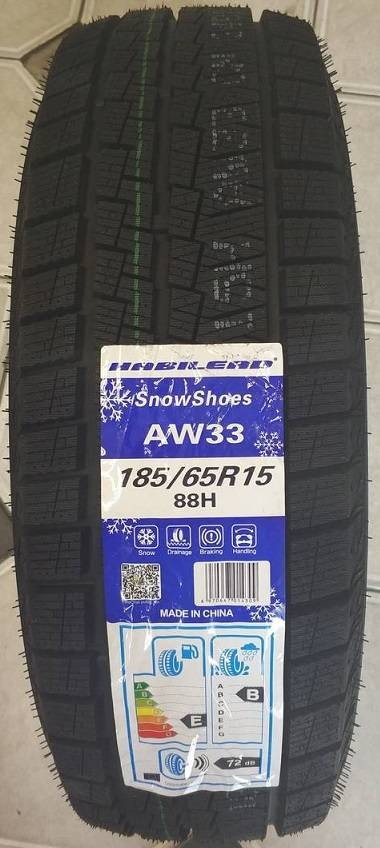 HABILEAD
SnowShoes
AW33
185/65R15
88H
Snow Drainage Braking Handling
MADE IN CHINA
A
B
C
D
E
F
G
E
A
B
C
D
E
F
G
B
72 dB